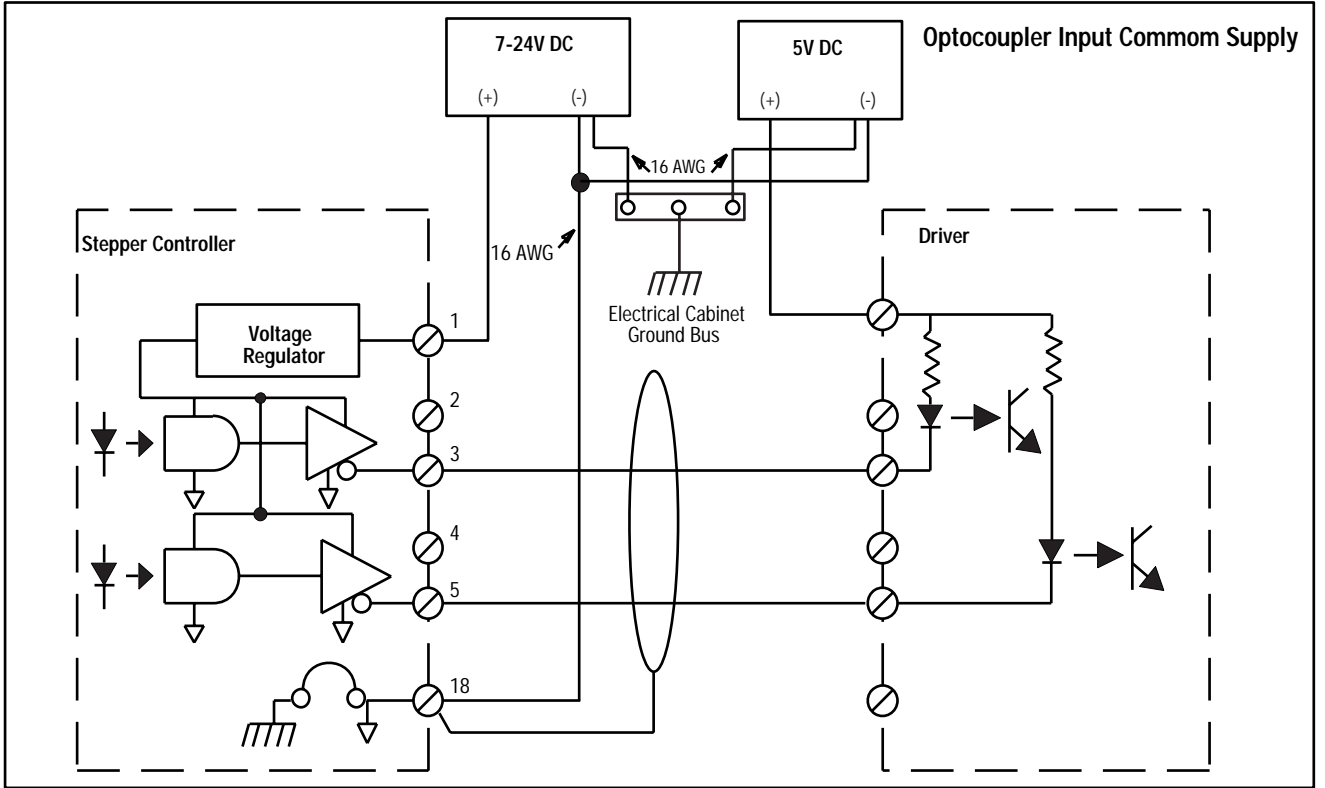 7-24V DC
5V DC
Optocoupler Input Commom Supply
(+)
(-)
(+)
(-)
16 AWG
Stepper Controller
16 AWG
Driver
Electrical Cabinet
Ground Bus
Voltage
Regulator
1
2
3
4
5
18